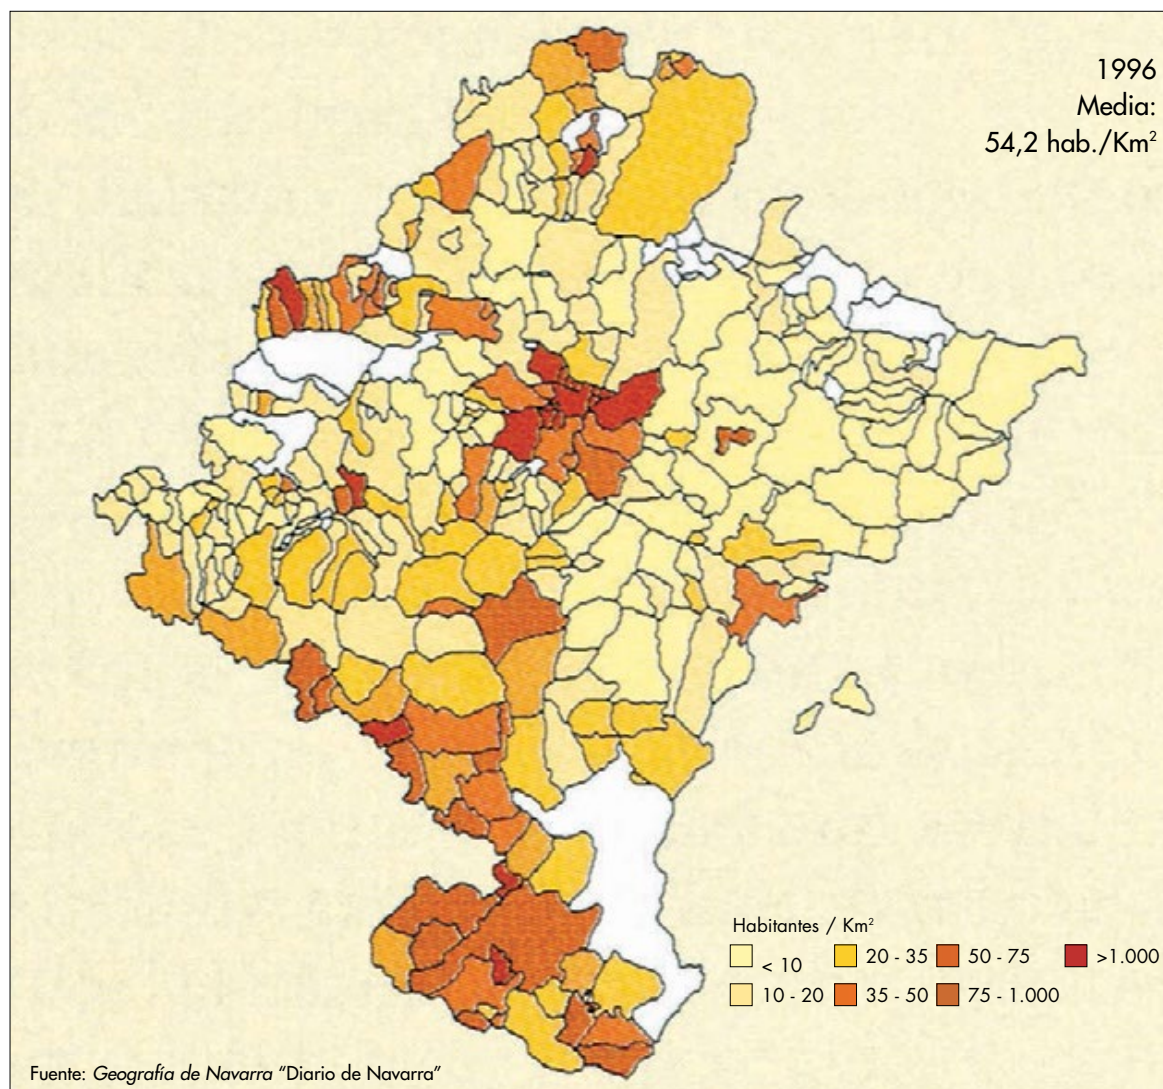 1996
Media:
54,2 hab./Km²
Habitantes / Km²
< 10
20 - 35
50 - 75
>1.000
10 - 20
35 - 50
75 - 1.000
Fuente: Geografía de Navarra “Diario de Navarra”